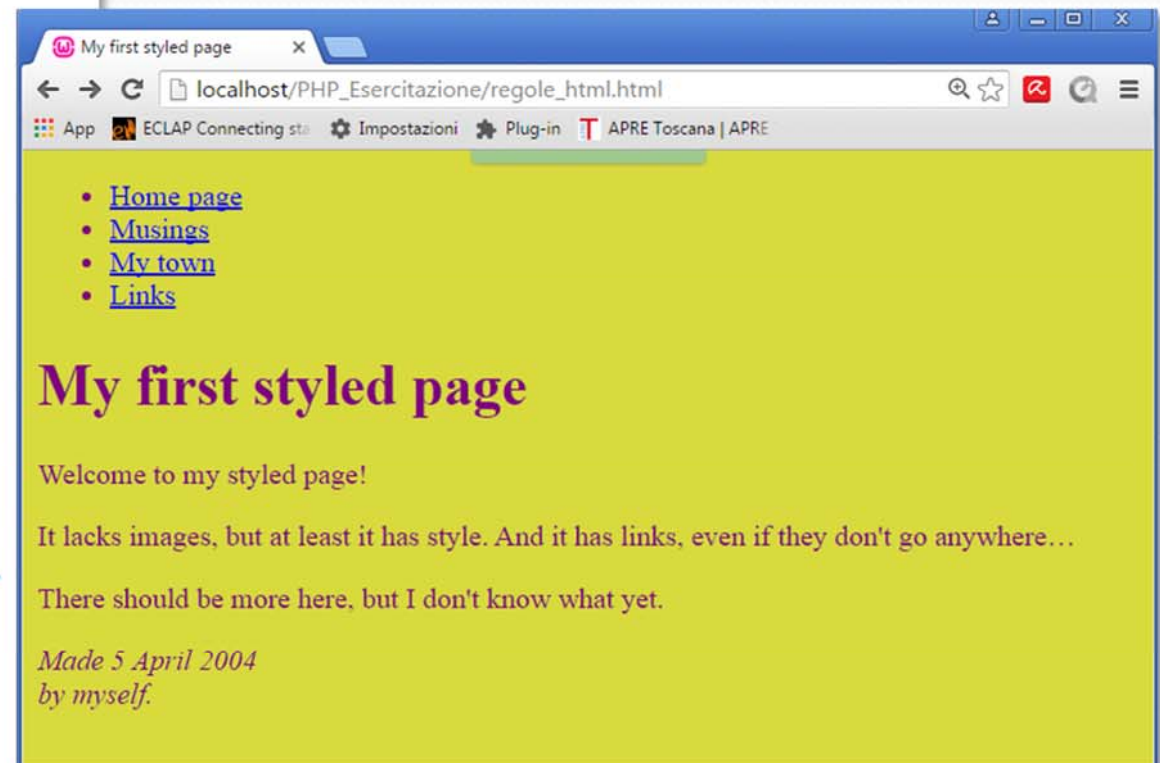 My first styled page
localhost/PHP_Esercitazione/regole_html.html
App ECLAP Connecting sta Impostazioni Plug-in APRE Toscana | APRE
Home page
Musings
My town
Links
My first styled page
Welcome to my styled page!
It lacks images, but at least it has style. And it has links, even if they don't go anywhere…
There should be more here, but I don't know what yet.
Made 5 April 2004
by myself.